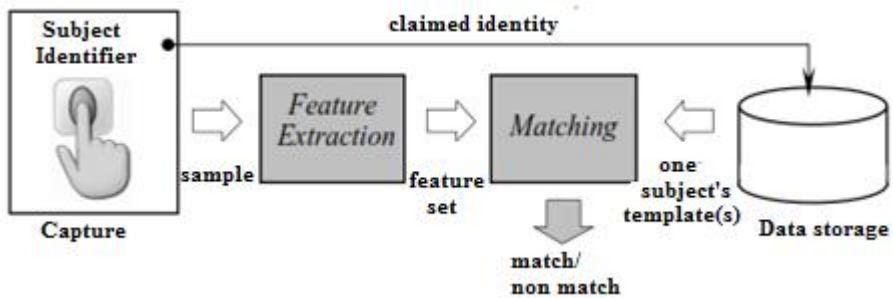 Subject
Identifier
claimed identity
Feature
Extraction
Matching
sample
feature
set
one
subject's
template(s)
Capture
Data storage
match/
non match